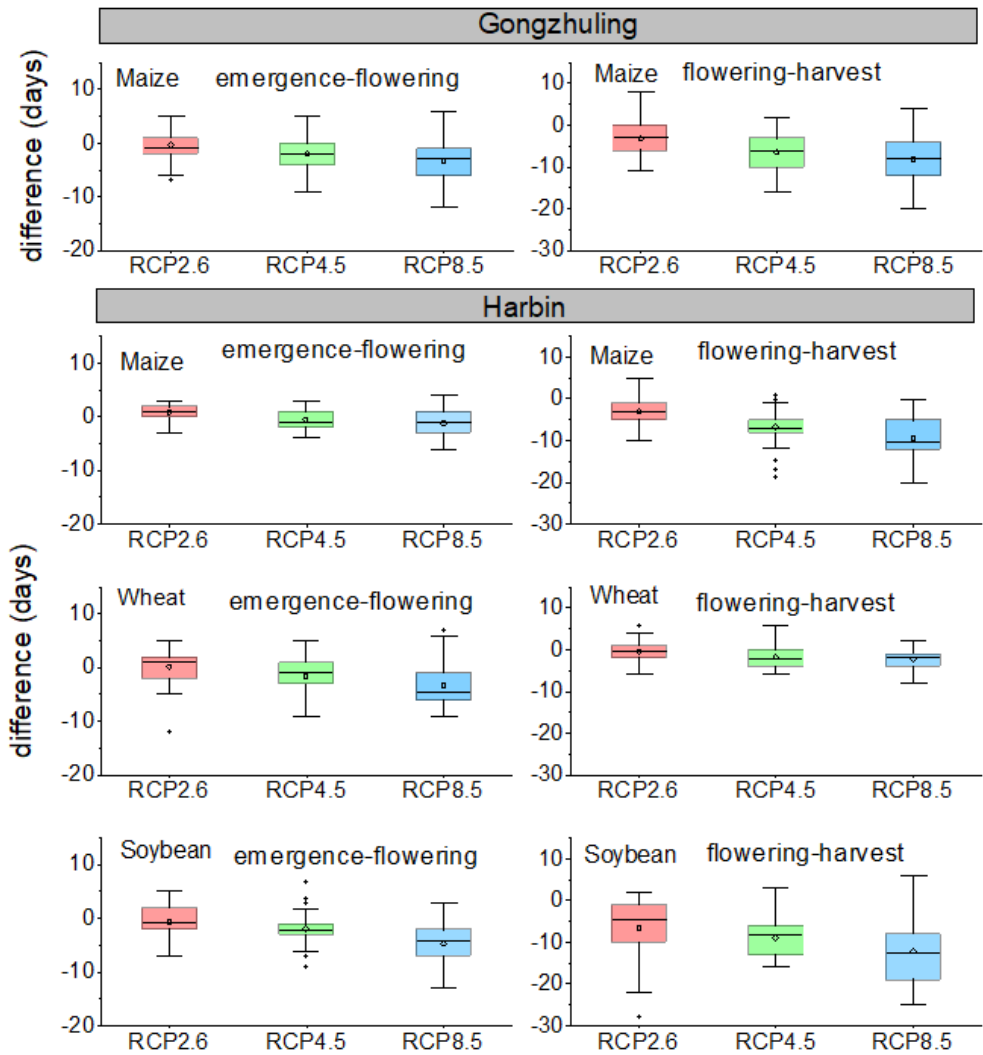 Gongzhuling
Maize emergence-flowering
Maize flowering-harvest
difference (days)
10
0
-10
-20
10
0
-10
-20
-30
RCP2.6 RCP4.5 RCP8.5
RCP2.6 RCP4.5 RCP8.5
Harbin
Maize emergence-flowering
Maize flowering-harvest
10
0
-10
-20
10
0
-10
-20
-30
RCP2.6 RCP4.5 RCP8.5
RCP2.6 RCP4.5 RCP8.5
difference (days)
Wheat emergence-flowering
Wheat flowering-harvest
10
0
-10
-20
10
0
-10
-20
-30
RCP2.6 RCP4.5 RCP8.5
RCP2.6 RCP4.5 RCP8.5
Soybean emergence-flowering
Soybean flowering-harvest
10
0
-10
-20
10
0
-10
-20
-30
RCP2.6 RCP4.5 RCP8.5
RCP2.6 RCP4.5 RCP8.5